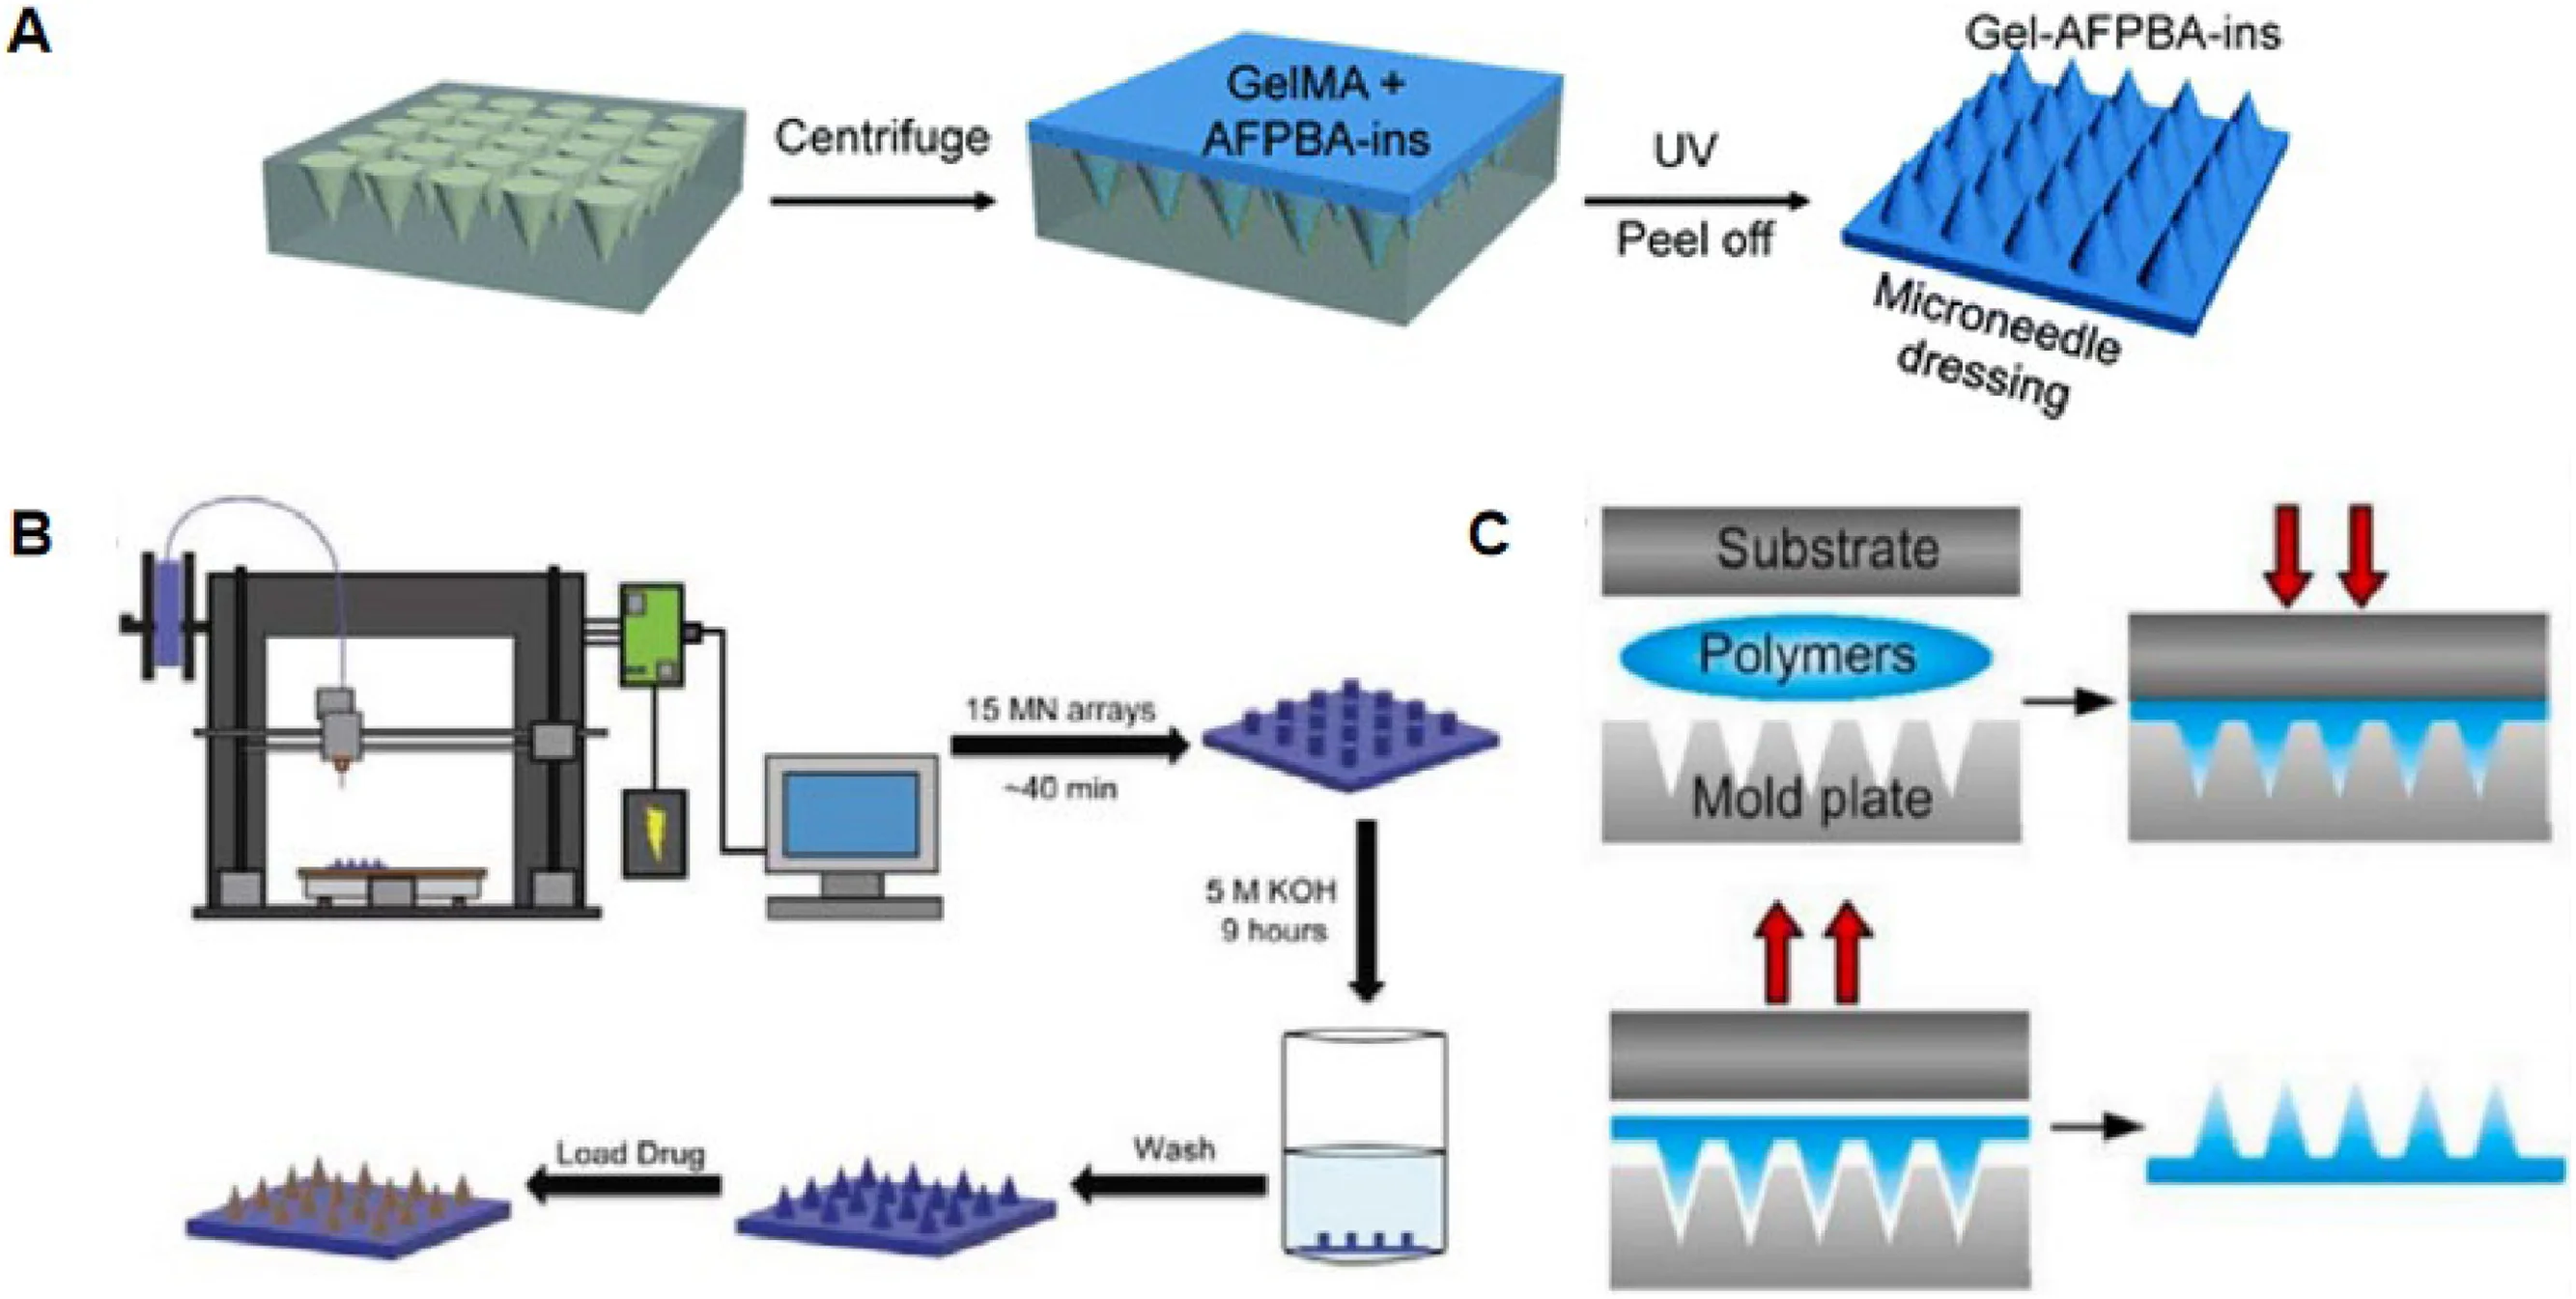 A
Centrifuge
GelMA +
AFPBA-ins
UV
Peel off
Gel-AFPBA-ins
Microneedle
dressing
B
15 MN arrays
~40 min
5 M KOH
9 hours
Wash
Load Drug
C
Substrate
Polymers
Mold plate